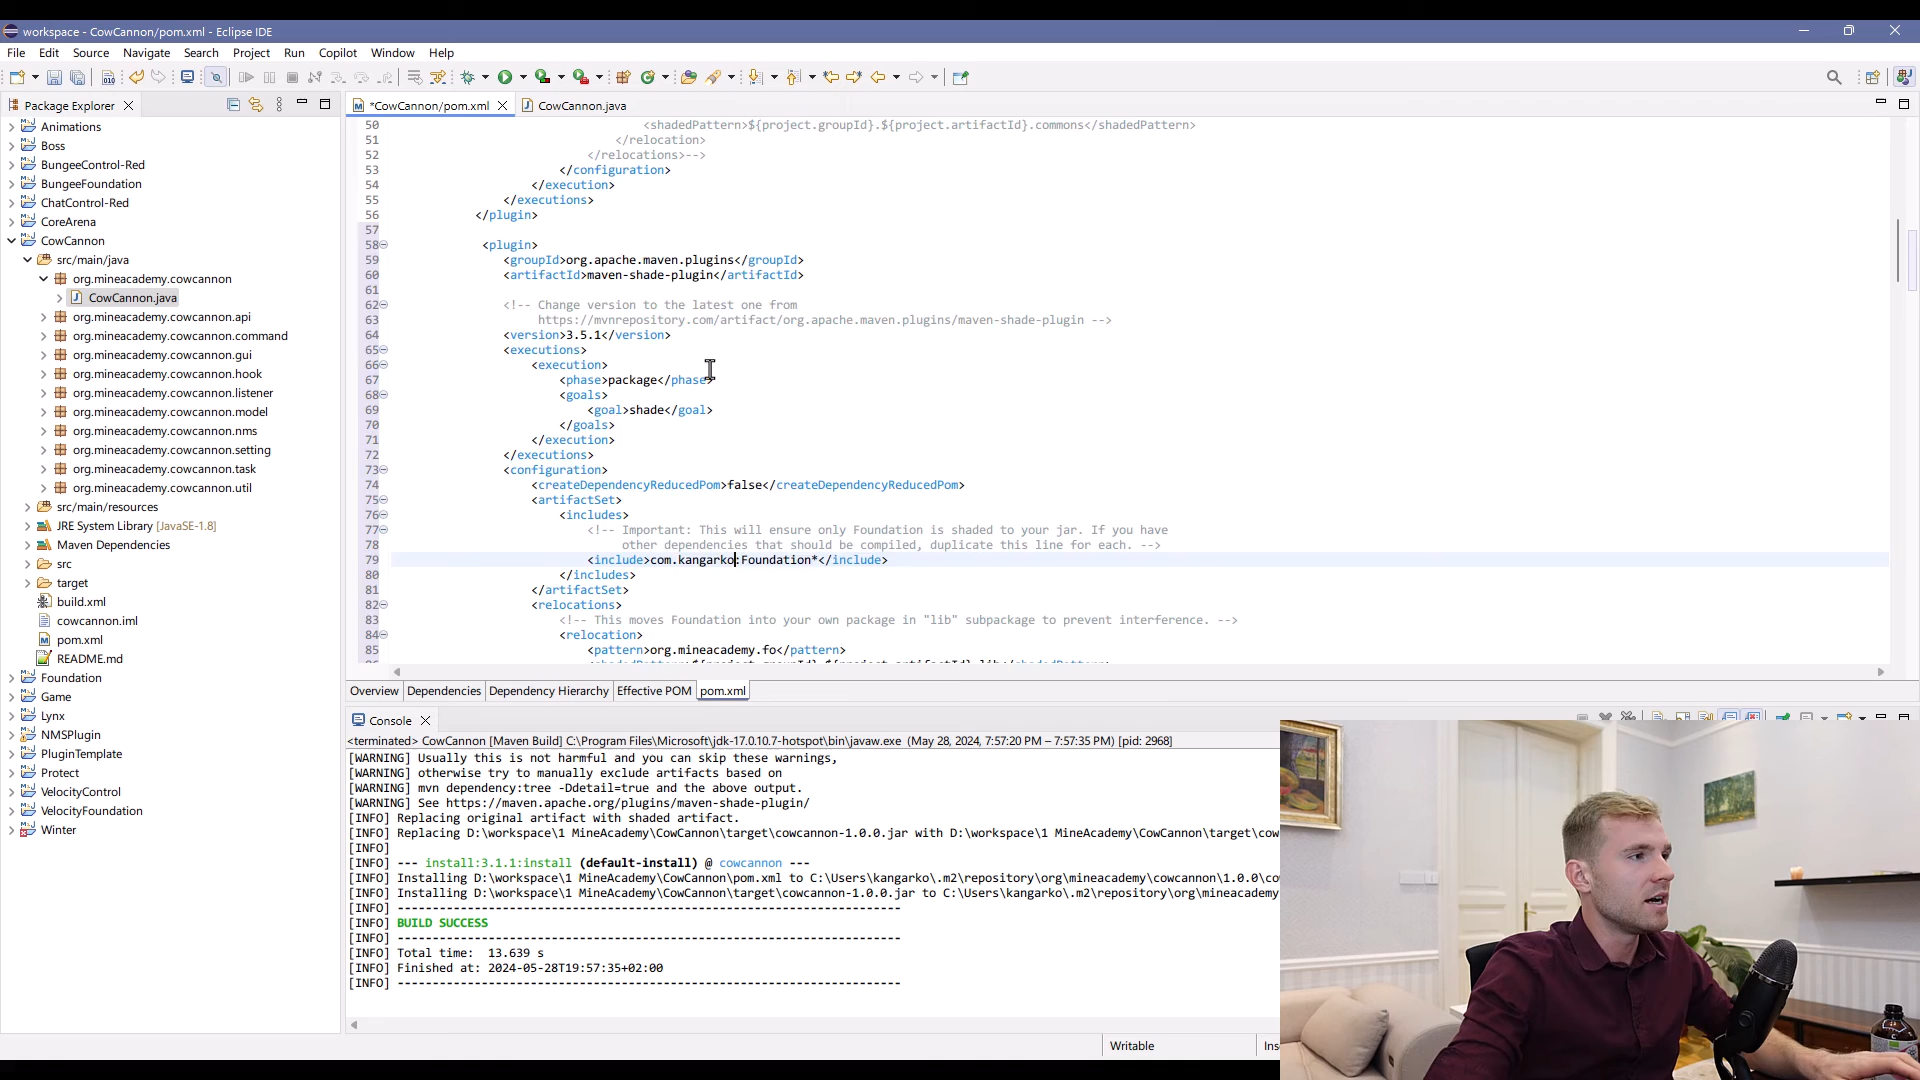 workspace - CowCannon/pom.xml - Eclipse IDE
File Edit Source Navigate Search Project Run Copilot Window Help
Package Explorer
*CowCannon/pom.xml
CowCannon.java
Animations
Boss
BungeeControl-Red
BungeeFoundation
ChatControl-Red
CoreArena
CowCannon
src/main/java
org.mineacademy.cowcannon
CowCannon.java
org.mineacademy.cowcannon.api
org.mineacademy.cowcannon.command
org.mineacademy.cowcannon.gui
org.mineacademy.cowcannon.hook
org.mineacademy.cowcannon.listener
org.mineacademy.cowcannon.model
org.mineacademy.cowcannon.nms
org.mineacademy.cowcannon.setting
org.mineacademy.cowcannon.task
org.mineacademy.cowcannon.util
src/main/resources
JRE System Library [JavaSE-1.8]
Maven Dependencies
src
target
build.xml
cowcannon.iml
pom.xml
README.md
Foundation
Game
Lynx
NMSPlugin
PluginTemplate
Protect
VelocityControl
VelocityFoundation
Winter
50 <shadedPattern>${project.groupId}.${project.artifactId}.commons</shadedPattern>
51 </relocation>
52 </relocations>-->
53 </configuration>
54 </execution>
55 </executions>
56 </plugin>
57
58 <plugin>
59 <groupId>org.apache.maven.plugins</groupId>
60 <artifactId>maven-shade-plugin</artifactId>
61
62 <!-- Change version to the latest one from
63 https://mvnrepository.com/artifact/org.apache.maven.plugins/maven-shade-plugin -->
64 <version>3.5.1</version>
65 <executions>
66 <execution>
67 <phase>package</phase>
68 <goals>
69 <goal>shade</goal>
70 </goals>
71 </execution>
72 </executions>
73 <configuration>
74 <createDependencyReducedPom>false</createDependencyReducedPom>
75 <artifactSet>
76 <includes>
77 <!-- Important: This will ensure only Foundation is shaded to your jar. If you have
78 other dependencies that should be compiled, duplicate this line for each. -->
79 <include>com.kangarko:Foundation*</include>
80 </includes>
81 </artifactSet>
82 <relocations>
83 <!-- This moves Foundation into your own package in "lib" subpackage to prevent interference. -->
84 <relocation>
85 <pattern>org.mineacademy.fo</pattern>
Overview Dependencies Dependency Hierarchy Effective POM pom.xml
Console
<terminated> CowCannon [Maven Build] C:\Program Files\Microsoft\jdk-17.0.10.7-hotspot\bin\javaw.exe (May 28, 2024, 7:57:20 PM – 7:57:35 PM) [pid: 2968]
[WARNING] Usually this is not harmful and you can skip these warnings,
[WARNING] otherwise try to manually exclude artifacts based on
[WARNING] mvn dependency:tree -Ddetail=true and the above output.
[WARNING] See https://maven.apache.org/plugins/maven-shade-plugin/
[INFO] Replacing original artifact with shaded artifact.
[INFO] Replacing D:\workspace\1 MineAcademy\CowCannon\target\cowcannon-1.0.0.jar with D:\workspace\1 MineAcademy\CowCannon\target\cow
[INFO]
[INFO] --- install:3.1.1:install (default-install) @ cowcannon ---
[INFO] Installing D:\workspace\1 MineAcademy\CowCannon\pom.xml to C:\Users\kangarko\.m2\repository\org\mineacademy\cowcannon\1.0.0\co
[INFO] Installing D:\workspace\1 MineAcademy\CowCannon\target\cowcannon-1.0.0.jar to C:\Users\kangarko\.m2\repository\org\mineacademy
[INFO] ------------------------------------------------------------------------
[INFO] BUILD SUCCESS
[INFO] ------------------------------------------------------------------------
[INFO] Total time: 13.639 s
[INFO] Finished at: 2024-05-28T19:57:35+02:00
[INFO] ------------------------------------------------------------------------
Writable
Ins